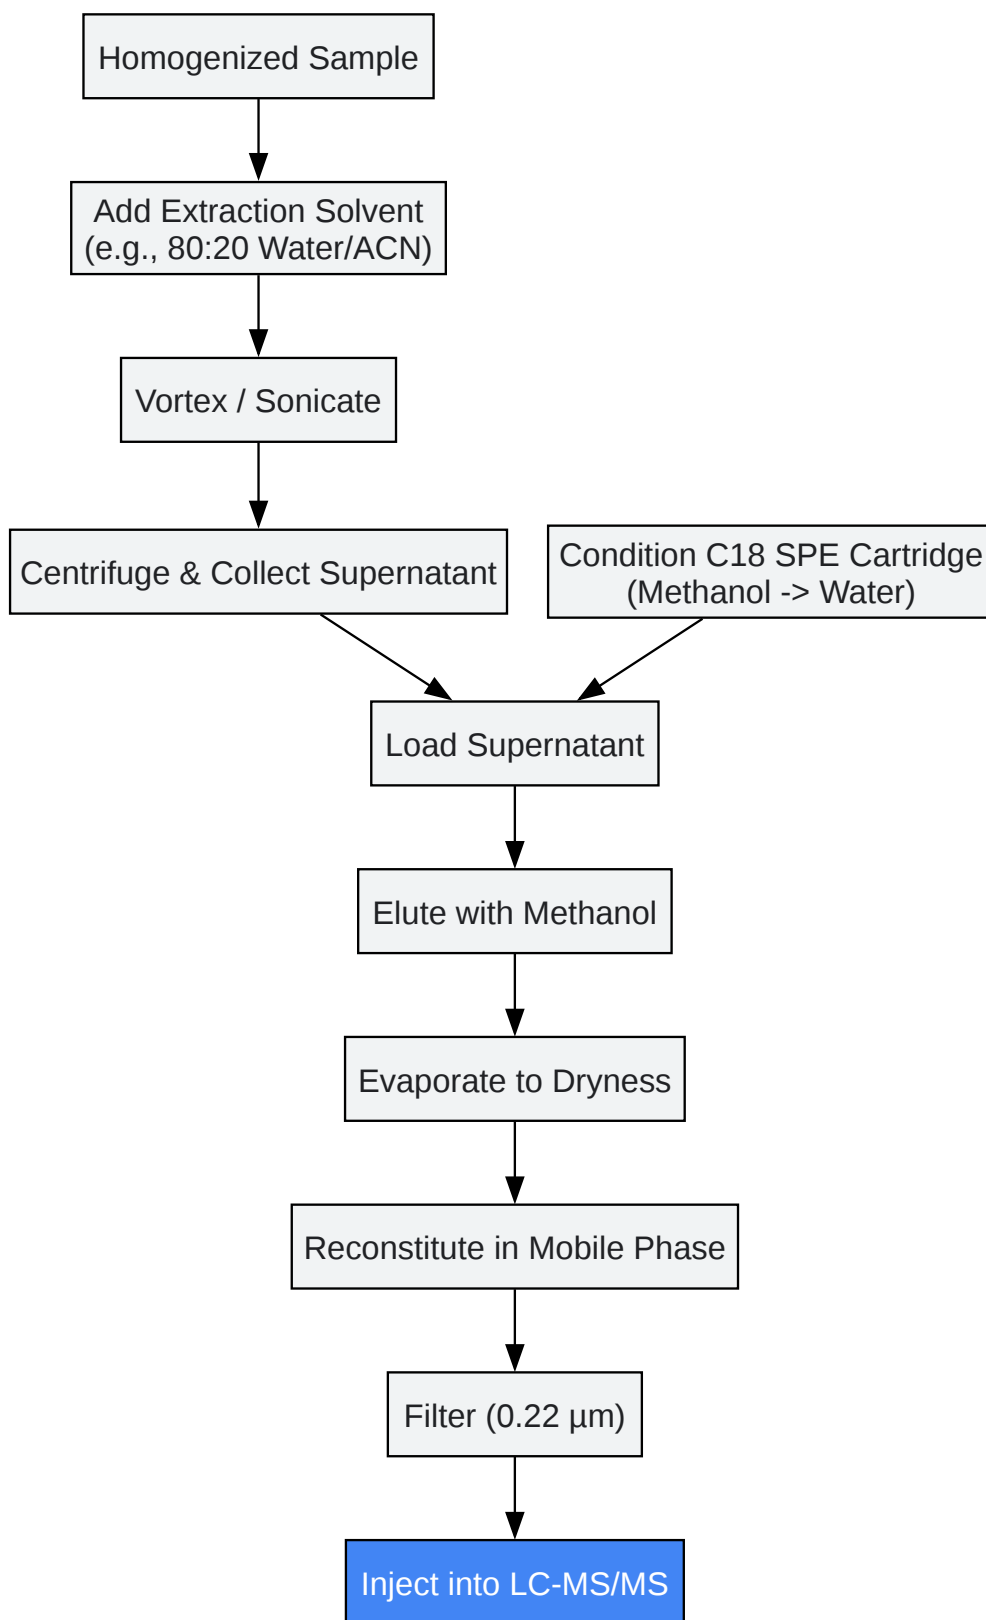 Homogenized Sample
Add Extraction Solvent
(e.g., 80:20 Water/ACN)
Vortex / Sonicate
Centrifuge & Collect Supernatant
Condition C18 SPE Cartridge
(Methanol -> Water)
Load Supernatant
Elute with Methanol
Evaporate to Dryness
Reconstitute in Mobile Phase
Filter (0.22 µm)
Inject into LC-MS/MS